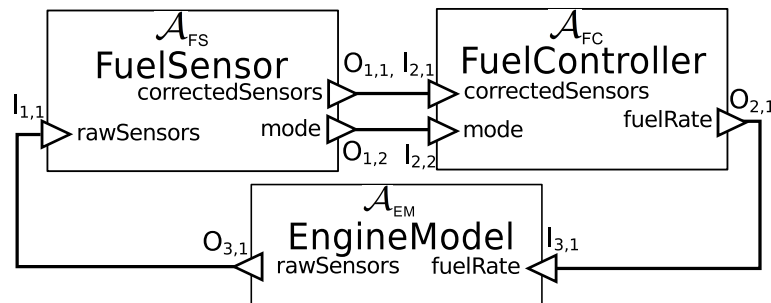 𝒜FS
FuelSensor
I1,1
rawSensors
correctedSensors
mode
O1,1,
O1,2
𝒜FC
FuelController
I2,1
correctedSensors
mode
I2,2
fuelRate
O2,1
𝒜EM
EngineModel
O3,1
rawSensors
fuelRate
I3,1